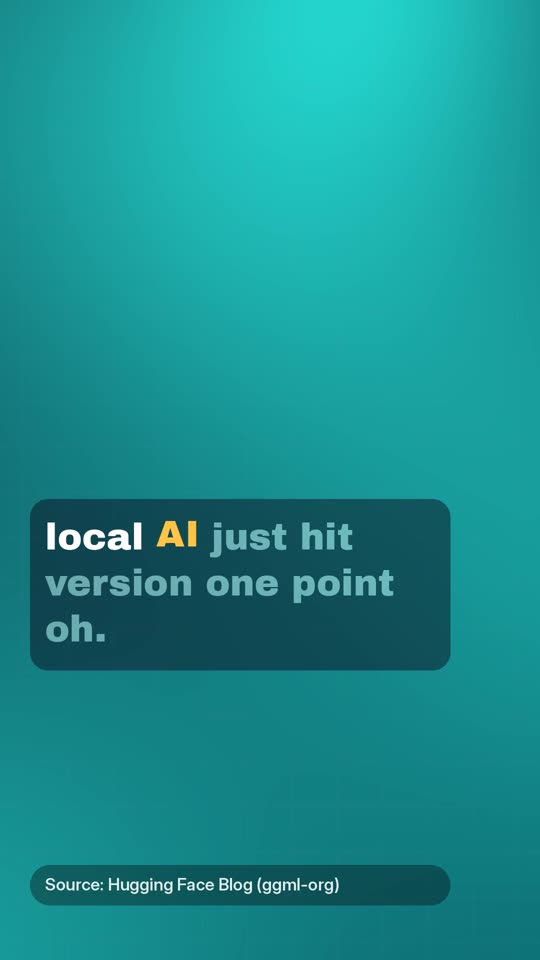 local AI just hit
version one point
oh.
Source: Hugging Face Blog (ggml-org)